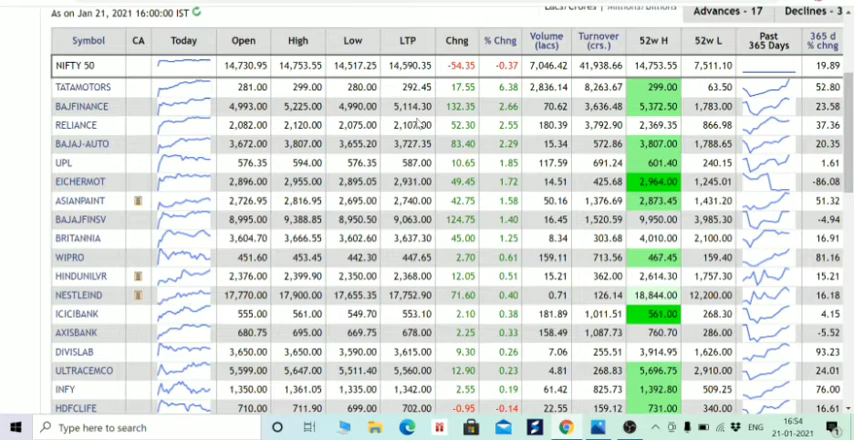 As on Jan 21, 2021 16:00:00 IST
Lacs/Crores | Millions/Billions
Advances - 17 Declines - 3
Symbol CA Today Open High Low LTP Chng % Chng Volume (lacs) Turnover (crs.) 52w H 52w L Past 365 Days 365 d % chng
NIFTY 50 14,730.95 14,753.55 14,517.25 14,590.35 -54.35 -0.37 7,046.42 41,938.66 14,753.55 7,511.10 19.89
TATAMOTORS 281.00 299.00 280.00 292.45 17.55 6.38 2,836.14 8,263.67 299.00 63.50 52.80
BAJFINANCE 4,993.00 5,225.00 4,990.00 5,114.30 132.35 2.66 70.62 3,636.48 5,372.50 1,783.00 23.58
RELIANCE 2,082.00 2,120.00 2,075.00 2,107.00 52.30 2.55 180.39 3,792.90 2,369.35 866.98 37.36
BAJAJ-AUTO 3,672.00 3,807.00 3,655.20 3,727.35 83.40 2.29 15.34 572.86 3,807.00 1,788.65 20.35
UPL 576.35 594.00 576.35 587.00 10.65 1.85 117.59 691.24 601.40 240.15 1.61
EICHERMOT 2,896.00 2,955.00 2,895.05 2,931.00 49.45 1.72 14.51 425.68 2,964.00 1,245.01 -86.08
ASIANPAINT 2,726.95 2,816.95 2,695.00 2,740.00 42.75 1.58 50.16 1,376.69 2,873.45 1,431.20 51.32
BAJAJFINSV 8,995.00 9,388.85 8,950.50 9,063.00 124.75 1.40 16.45 1,520.59 9,950.00 3,985.30 -4.94
BRITANNIA 3,604.70 3,666.55 3,602.60 3,637.30 45.00 1.25 8.34 303.68 4,010.00 2,100.00 16.91
WIPRO 451.60 453.45 442.30 447.65 2.70 0.61 159.11 713.56 467.45 159.40 81.16
HINDUNILVR 2,376.00 2,399.90 2,350.00 2,368.00 12.05 0.51 15.21 362.00 2,614.30 1,757.30 15.21
NESTLEIND 17,770.00 17,900.00 17,655.35 17,752.90 71.60 0.40 0.71 126.14 18,844.00 12,200.00 16.18
ICICIBANK 555.00 561.00 549.70 553.10 2.10 0.38 181.89 1,011.51 561.00 268.30 4.15
AXISBANK 680.75 695.00 669.75 678.00 2.25 0.33 158.49 1,087.73 760.70 286.00 -5.52
DIVISLAB 3,650.00 3,650.00 3,590.00 3,615.00 9.30 0.26 7.06 255.51 3,914.95 1,626.00 93.23
ULTRACEMCO 5,599.00 5,647.00 5,511.40 5,560.00 12.90 0.23 4.81 268.83 5,696.75 2,910.00 24.01
INFY 1,350.00 1,361.05 1,335.00 1,342.00 2.55 0.19 61.42 825.73 1,392.80 509.25 76.00
HDFCLIFE 710.00 711.90 699.00 702.00 -0.95 -0.14 22.55 159.12 731.00 340.00 16.61
Type here to search
ENG
16:54
21-01-2021